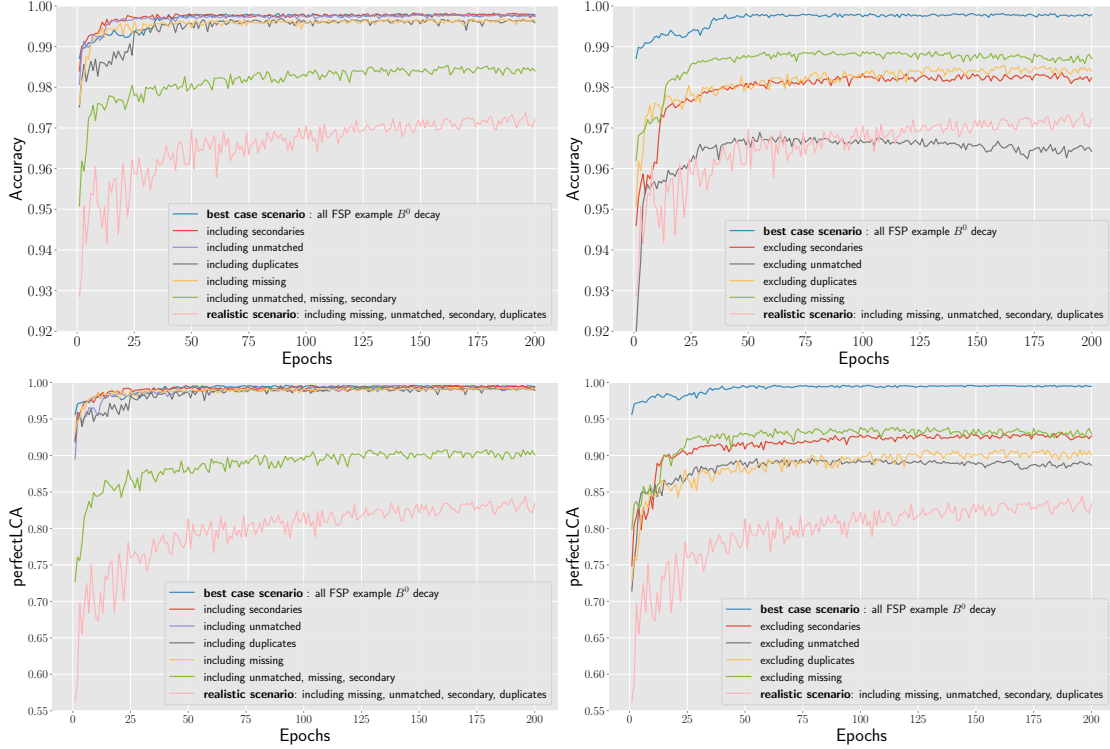 1.00
0.99
0.98
0.97
0.96
0.95
0.94
0.93
0.92
Accuracy
best case scenario : all FSP example B⁰ decay
including secondaries
including unmatched
including duplicates
including missing
including unmatched, missing, secondary
realistic scenario: including missing, unmatched, secondary, duplicates
0 25 50 75 100 125 150 175 200
Epochs
1.00
0.99
0.98
0.97
0.96
0.95
0.94
0.93
0.92
Accuracy
best case scenario : all FSP example B⁰ decay
excluding secondaries
excluding unmatched
excluding duplicates
excluding missing
realistic scenario: including missing, unmatched, secondary, duplicates
0 25 50 75 100 125 150 175 200
Epochs
1.00
0.95
0.90
0.85
0.80
0.75
0.70
0.65
0.60
0.55
perfectLCA
best case scenario : all FSP example B⁰ decay
including secondaries
including unmatched
including duplicates
including missing
including unmatched, missing, secondary
realistic scenario: including missing, unmatched, secondary, duplicates
0 25 50 75 100 125 150 175 200
Epochs
1.00
0.95
0.90
0.85
0.80
0.75
0.70
0.65
0.60
0.55
perfectLCA
best case scenario : all FSP example B⁰ decay
excluding secondaries
excluding unmatched
excluding duplicates
excluding missing
realistic scenario: including missing, unmatched, secondary, duplicates
0 25 50 75 100 125 150 175 200
Epochs